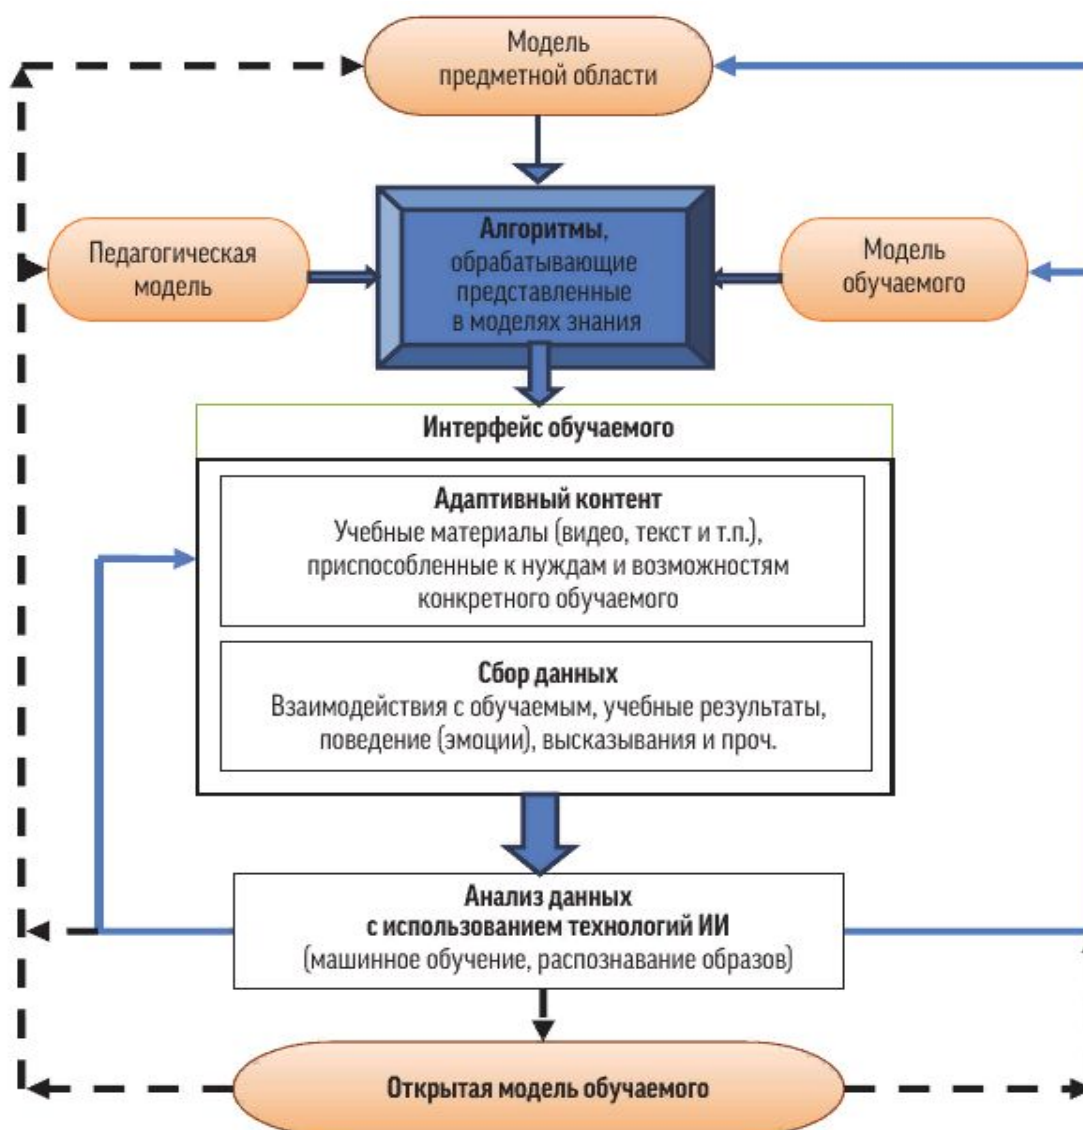 Модель
предметной области
Педагогическая
модель
Алгоритмы,
обрабатывающие
представленные
в моделях знания
Модель
обучаемого
Интерфейс обучаемого
Адаптивный контент
Учебные материалы (видео, текст и т.п.),
приспособленные к нуждам и возможностям
конкретного обучаемого
Сбор данных
Взаимодействия с обучаемым, учебные результаты,
поведение (эмоции), высказывания и проч.
Анализ данных
с использованием технологий ИИ
(машинное обучение, распознавание образов)
Открытая модель обучаемого